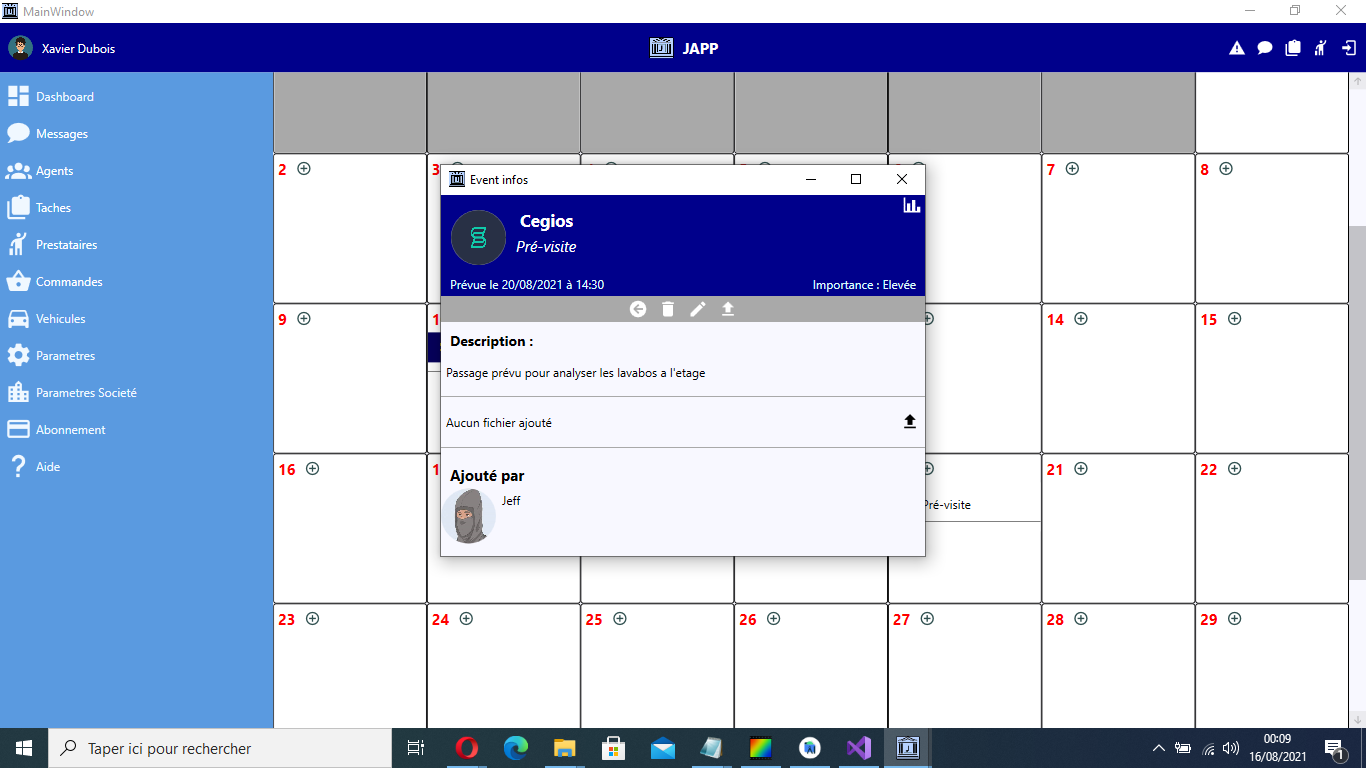 MainWindow
Xavier Dubois
JAPP
Dashboard
Messages
Agents
Taches
Prestataires
Commandes
Vehicules
Parametres
Parametres Societé
Abonnement
Aide
2
3
7
8
Event infos
Cegios
Pré-visite
Prévue le 20/08/2021 à 14:30
Importance : Elevée
Description :
Passage prévu pour analyser les lavabos a l'etage
Aucun fichier ajouté
Ajouté par
Jeff
9
1
14
15
16
1
Pré-visite
21
22
23
24
25
26
27
28
29
Taper ici pour rechercher
00:09
16/08/2021
1